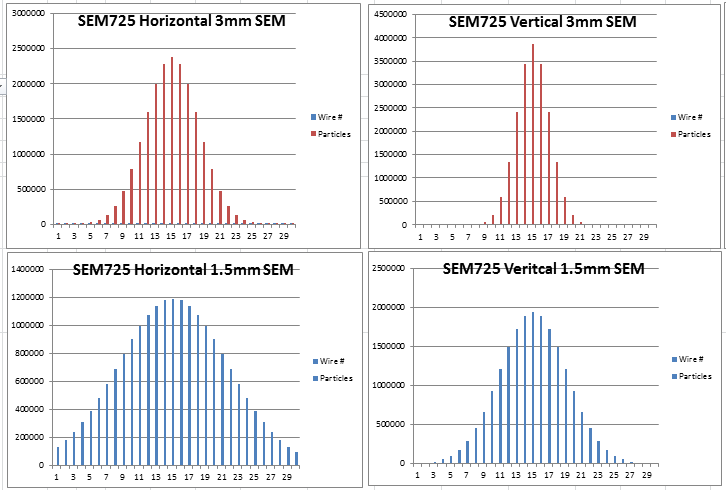 SEM725 Horizontal 3mm SEM
3000000
2500000
2000000
1500000
1000000
500000
0
1 3 5 7 9 11 13 15 17 19 21 23 25 27 29
Wire #
Particles
SEM725 Vertical 3mm SEM
4500000
4000000
3500000
3000000
2500000
2000000
1500000
1000000
500000
0
1 3 5 7 9 11 13 15 17 19 21 23 25 27 29
Wire #
Particles
SEM725 Horizontal 1.5mm SEM
1400000
1200000
1000000
800000
600000
400000
200000
0
1 3 5 7 9 11 13 15 17 19 21 23 25 27 29
Wire #
Particles
SEM725 Veritcal 1.5mm SEM
2500000
2000000
1500000
1000000
500000
0
1 3 5 7 9 11 13 15 17 19 21 23 25 27 29
Wire #
Particles